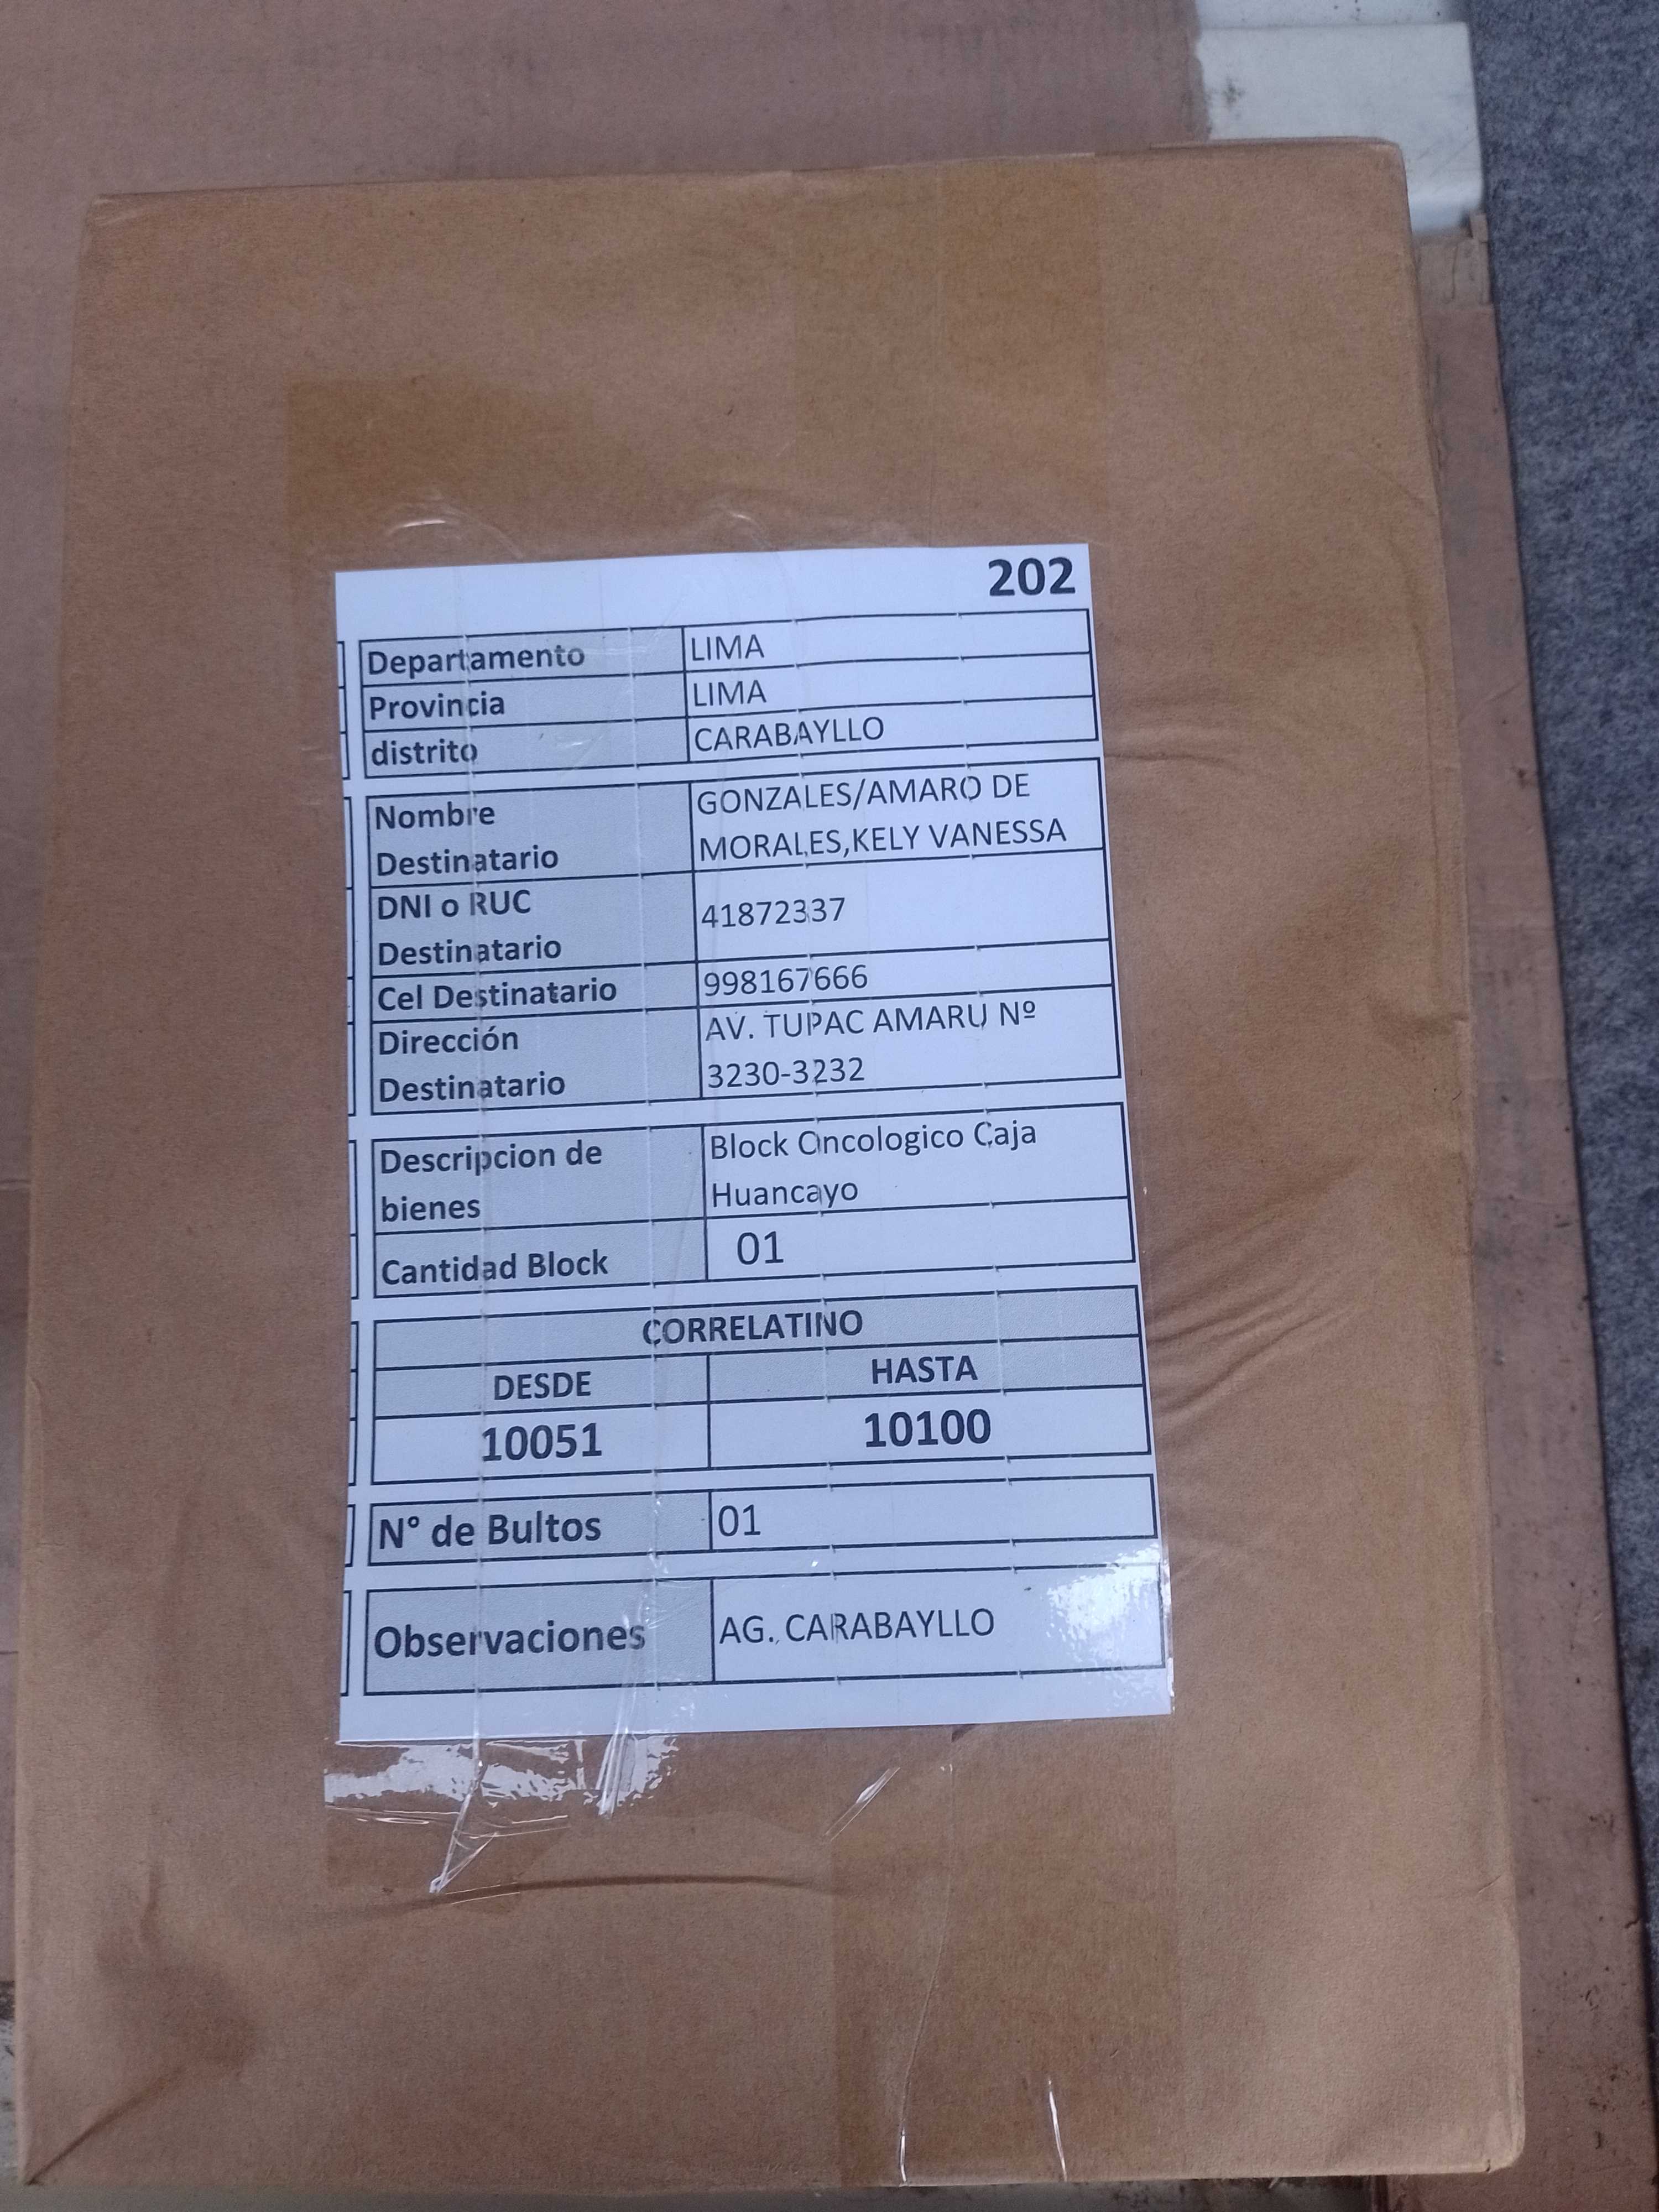 202
Departamento LIMA
Provincia LIMA
distrito CARABAYLLO
Nombre Destinatario GONZALES/AMARO DE
MORALES,KELY VANESSA
DNI o RUC Destinatario 41872337
Cel Destinatario 998167666
Dirección Destinatario AV. TUPAC AMARU Nº
3230-3232
Descripcion de bienes Block Oncologico Caja
Huancayo
Cantidad Block 01
CORRELATINO
DESDE HASTA
10051 10100
N° de Bultos 01
Observaciones AG. CARABAYLLO